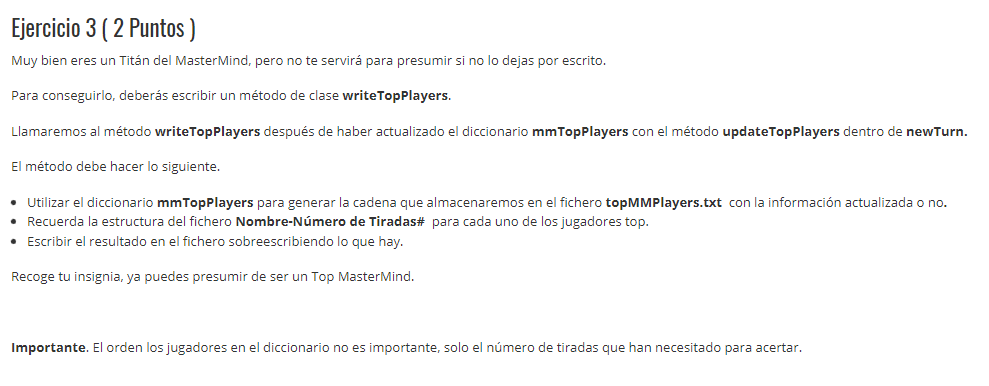 Ejercicio 3 ( 2 Puntos )
Muy bien eres un Titán del MasterMind, pero no te servirá para presumir si no lo dejas por escrito.
Para conseguirlo, deberás escribir un método de clase writeTopPlayers.
Llamaremos al método writeTopPlayers después de haber actualizado el diccionario mmTopPlayers con el método updateTopPlayers dentro de newTurn.
El método debe hacer lo siguiente.
• Utilizar el diccionario mmTopPlayers para generar la cadena que almacenaremos en el fichero topMMPlayers.txt con la información actualizada o no.
• Recuerda la estructura del fichero Nombre-Número de Tiradas# para cada uno de los jugadores top.
• Escribir el resultado en el fichero sobreescribiendo lo que hay.
Recoge tu insignia, ya puedes presumir de ser un Top MasterMind.
Importante. El orden los jugadores en el diccionario no es importante, solo el número de tiradas que han necesitado para acertar.